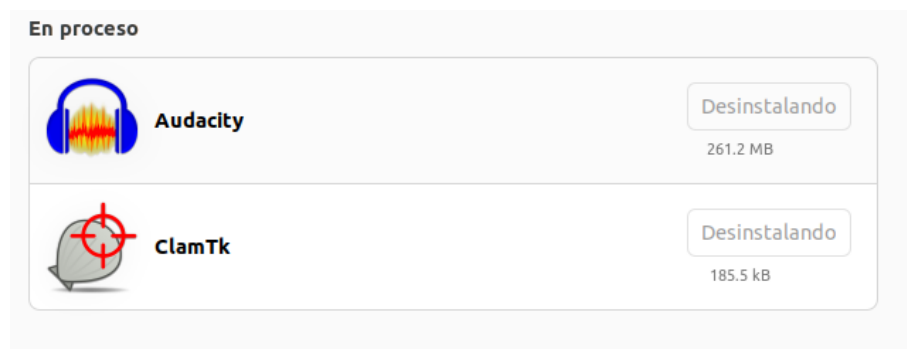 En proceso
Audacity
Desinstalando
261.2 MB
ClamTk
Desinstalando
185.5 kB